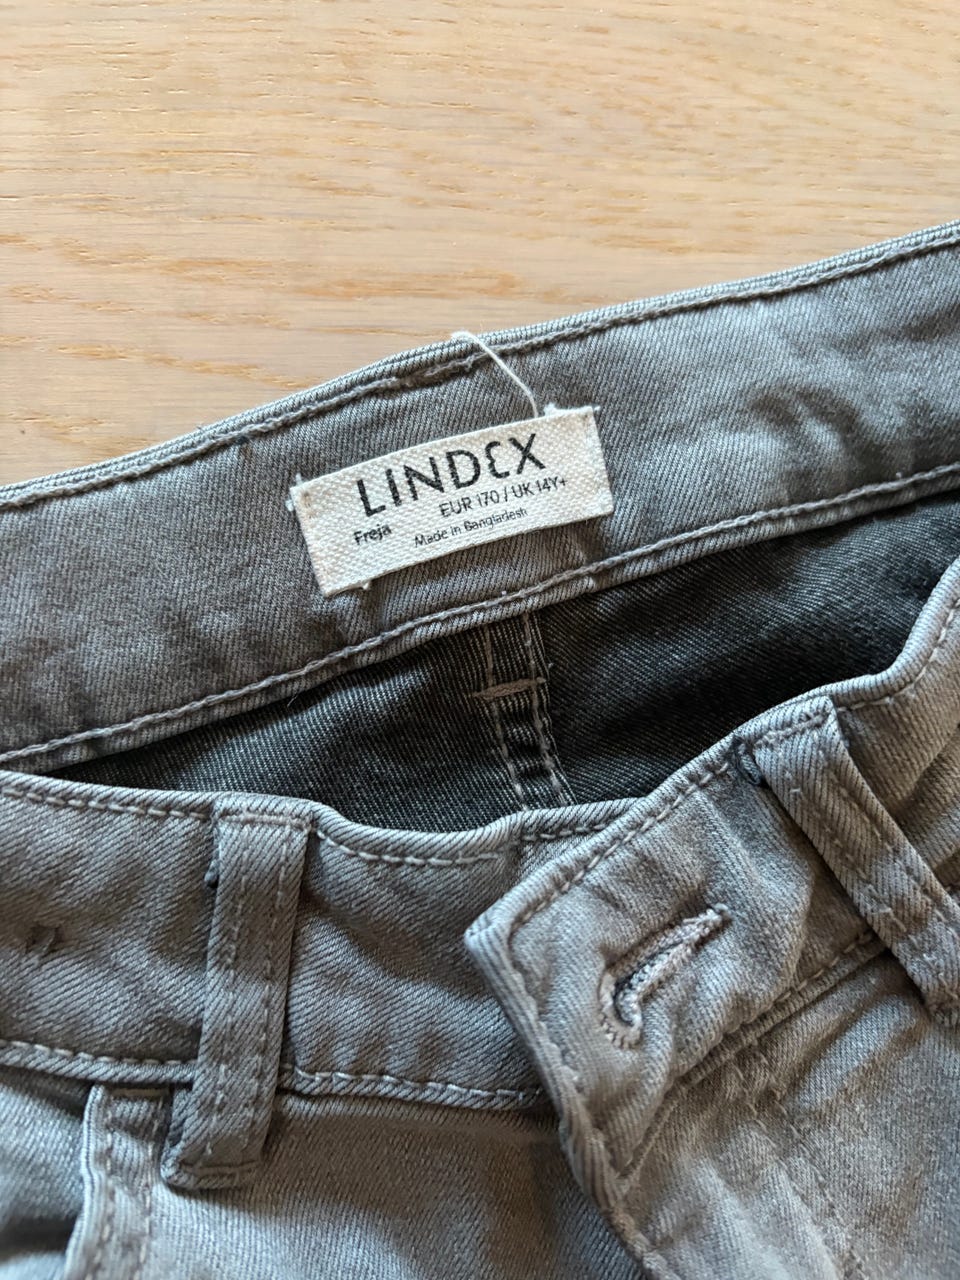 LINDEX
EUR 170 / UK 14Y+
Freja
Made in Bangladesh